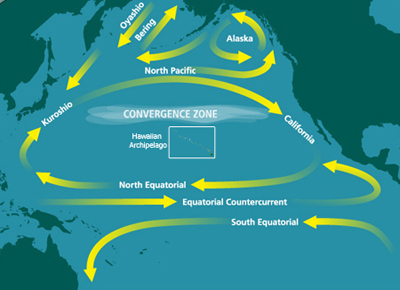 Oyashio
Bering
Alaska
North Pacific
Kuroshio
CONVERGENCE ZONE
California
Hawaiian
Archipelago
North Equatorial
Equatorial Countercurrent
South Equatorial